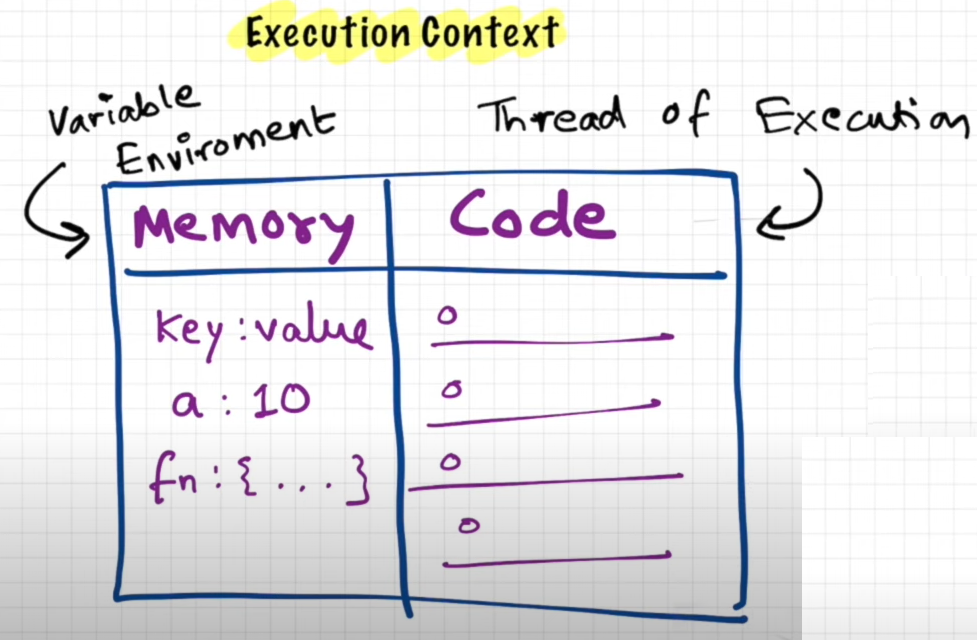 Execution Context
Variable
Enviroment
Thread of Execution
Memory
Code
key : value
a : 10
fn : { ... }